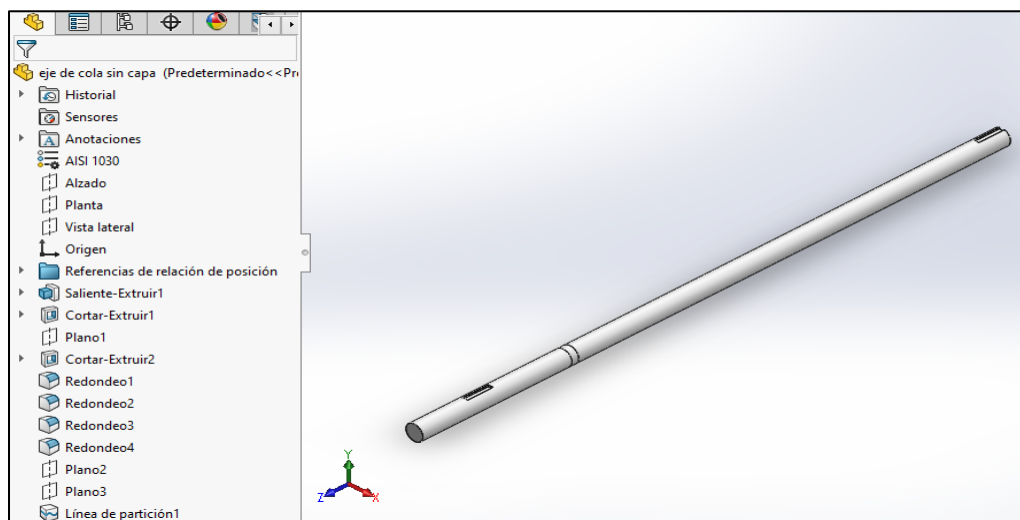 eje de cola sin capa (Predeterminado<<Pr
Historial
Sensores
A Anotaciones
AISI 1030
Alzado
Planta
Vista lateral
Origen
Referencias de relación de posición
Saliente-Extruir1
Cortar-Extruir1
Plano1
Cortar-Extruir2
Redondeo1
Redondeo2
Redondeo3
Redondeo4
Plano2
Plano3
Línea de partición1
Y
Z
X